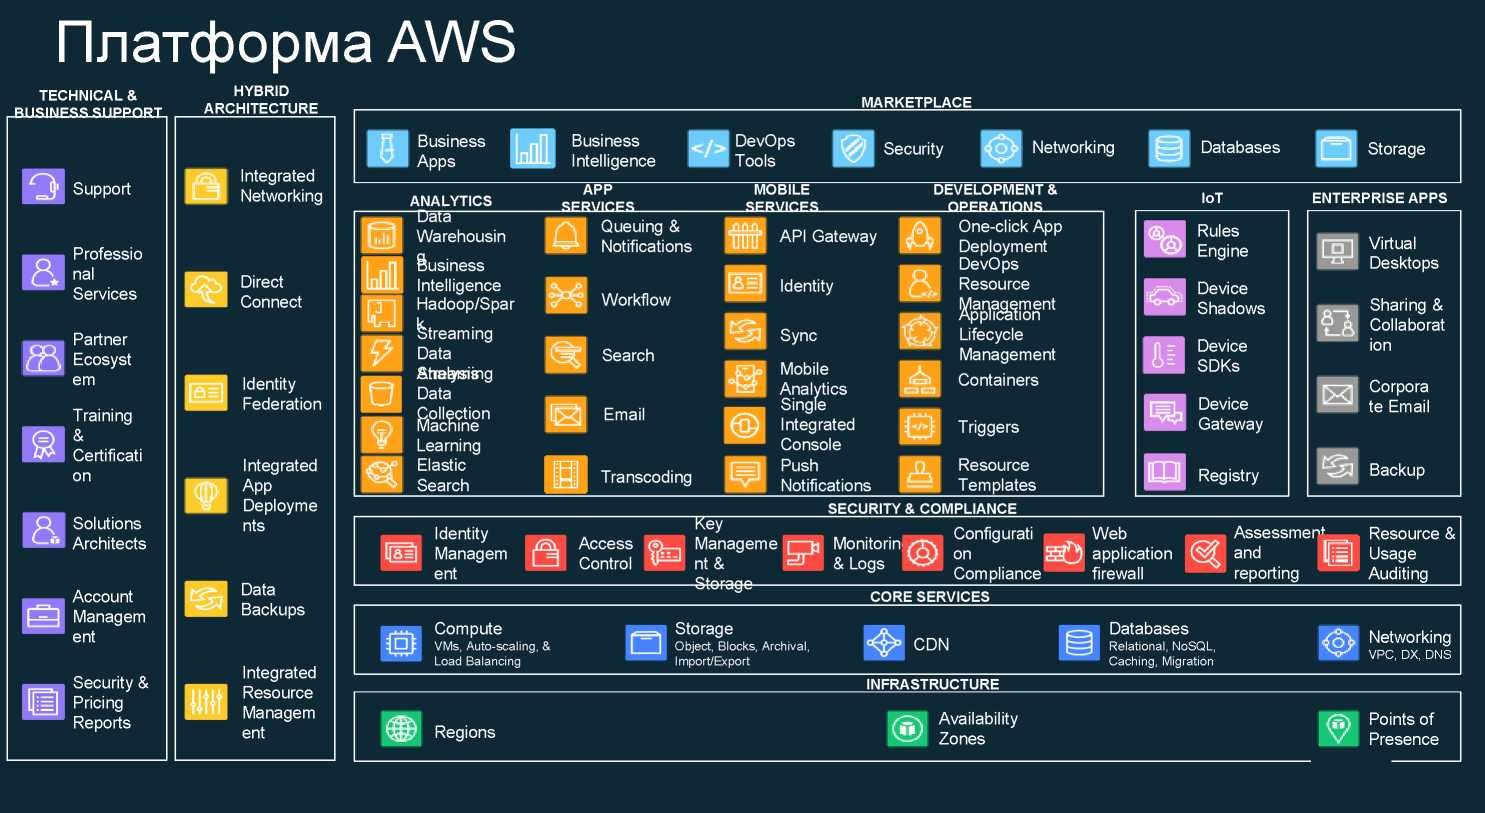 Платформа AWS
TECHNICAL &
BUSINESS SUPPORT
Support
Professio
nal
Services
Partner
Ecosyst
em
Training
&
Certificati
on
Solutions
Architects
Account
Managem
ent
Security &
Pricing
Reports
HYBRID
ARCHITECTURE
Integrated
Networking
Direct
Connect
Identity
Federation
Integrated
App
Deployme
nts
Data
Backups
Integrated
Resource
Managem
ent
MARKETPLACE
Business
Apps
Business
Intelligence
DevOps
Tools
Security
Networking
Databases
Storage
ANALYTICS
Data
Warehousin
g
Business
Intelligence
Hadoop/Spar
k
Streaming
Data
Analysis
Streaming
Data
Collection
Machine
Learning
Elastic
Search
APP
SERVICES
Queuing &
Notifications
Workflow
Search
Email
Transcoding
MOBILE
SERVICES
API Gateway
Identity
Sync
Mobile
Analytics
Single
Integrated
Console
Push
Notifications
DEVELOPMENT &
OPERATIONS
One-click App
Deployment
DevOps
Resource
Management
Application
Lifecycle
Management
Containers
Triggers
Resource
Templates
IoT
Rules
Engine
Device
Shadows
Device
SDKs
Device
Gateway
Registry
ENTERPRISE APPS
Virtual
Desktops
Sharing &
Collaborat
ion
Corpora
te Email
Backup
SECURITY & COMPLIANCE
Identity
Managem
ent
Access
Control
Key
Manageme
nt &
Storage
Monitorin
& Logs
Configurati
on
Compliance
Web
application
firewall
Assessment
and
reporting
Resource &
Usage
Auditing
CORE SERVICES
Compute
VMs, Auto-scaling, &
Load Balancing
Storage
Object, Blocks, Archival,
Import/Export
CDN
Databases
Relational, NoSQL,
Caching, Migration
Networking
VPC, DX, DNS
INFRASTRUCTURE
Regions
Availability
Zones
Points of
Presence